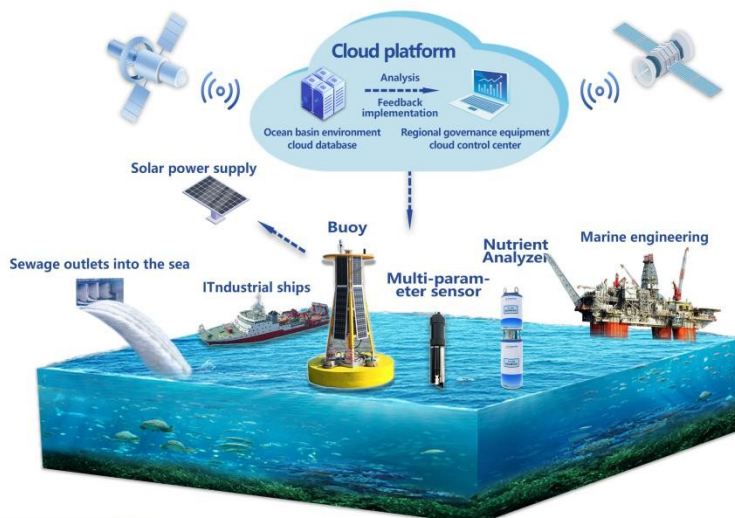 Cloud platform
Analysis
Feedback
implementation
Ocean basin environment
cloud database
Regional governance equipment
cloud control center
Solar power supply
Buoy
Nutrient
Analyzer
Marine engineering
Sewage outlets into the sea
ITndustrial ships
Multi-param-
eter sensor